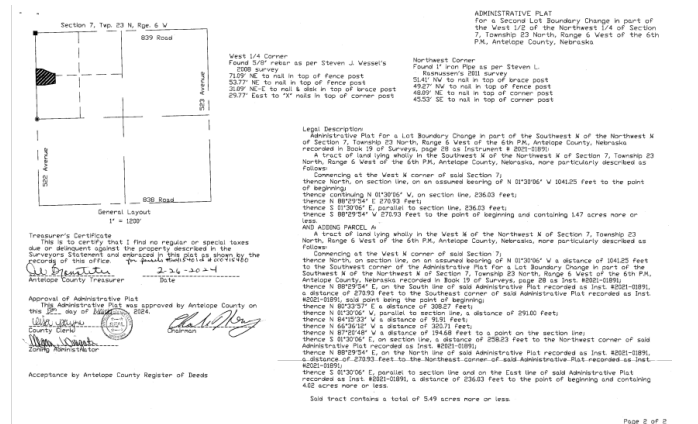 ADMINISTRATIVE PLAT
for a Second Lot Boundary Change in part of
the West 1/2 of the Northwest 1/4 of Section
7, Township 23 North, Range 6 West of the 6th
P.M., Antelope County, Nebraska
Section 7, Twp. 23 N, Rge. 6 W
839 Road
523 Avenue
522 Avenue
838 Road
General Layout
1" = 1200'
West 1/4 Corner
Found 5/8" rebar as per Steven J. Wessel's
2008 survey
71.09' NE to nail in top of fence post
53.77' NE to nail in top of fence post
31.09' NE-E to nail & disk in top of brace post
29.77' East to "X" nails in top of corner post
Northwest Corner
Found 1" iron Pipe as per Steven L.
Rasmussen's 2011 survey
51.41' NW to nail in top of brace post
49.27' NW to nail in top of fence post
48.09' NE to nail in top of corner post
45.53' SE to nail in top of corner post
Treasurer's Certificate
This is to certify that I find no regular or special taxes
due or delinquent against the property described in the
Surveyors Statement and embraced in this plat as shown by the
records of this office.
2-26-2024
Antelope County Treasurer Date
Approval of Administrative Plat
This Administrative Plat was approved by Antelope County on
this day of 2024.
County Clerk Chairman
Zoning Administrator
Acceptance by Antelope County Register of Deeds
Legal Description:
Administrative Plat for a Lot Boundary Change in part of the Southwest ¼ of the Northwest ¼
of Section 7, Township 23 North, Range 6 West of the 6th P.M., Antelope County, Nebraska
recorded in Book 19 of Surveys, page 28 as Instrument # 2021-01891:
A tract of land lying wholly in the Southwest ¼ of the Northwest ¼ of Section 7, Township 23
North, Range 6 West of the 6th P.M., Antelope County, Nebraska, more particularly described as
follows:
Commencing at the West ¼ corner of said Section 7;
thence North, on section line, on an assumed bearing of N 01°30'06" W 1041.25 feet to the point
of beginning;
thence continuing N 01°30'06" W, on section line, 236.03 feet;
thence N 88°29'54" E 270.93 feet;
thence S 01°30'06" E, parallel to section line, 236.03 feet;
thence S 88°29'54" W 270.93 feet to the point of beginning and containing 1.47 acres more or
less.
AND ADDING PARCEL A:
A tract of land lying wholly in the West ½ of the Northwest ¼ of Section 7, Township 23
North, Range 6 West of the 6th P.M., Antelope County, Nebraska, more particularly described as
follows:
Commencing at the West ¼ corner of said Section 7;
thence North, on section line, on an assumed bearing of N 01°30'06" W a distance of 1041.25 feet
to the Southwest corner of the Administrative Plat for a Lot Boundary Change in part of the
Southwest ¼ of the Northwest ¼ of Section 7, Township 23 North, Range 6 West of the 6th P.M.,
Antelope County, Nebraska recorded in Book 19 of Surveys, page 28 as Inst. #2021-01891;
thence N 88°29'54" E, on the South line of said Administrative Plat recorded as Inst. #2021-01891,
a distance of 270.93 feet to the Southeast corner of said Administrative Plat recorded as Inst.
#2021-01891, said point being the point of beginning;
thence N 80°33'57" E a distance of 308.27 feet;
thence N 01°30'06" W, parallel to section line, a distance of 291.00 feet;
thence N 84°15'33" W a distance of 91.91 feet;
thence N 66°36'12" W a distance of 320.71 feet;
thence N 87°28'48" W a distance of 194.68 feet to a point on the section line;
thence S 01°30'06" E, on section line, a distance of 258.23 feet to the Northwest corner of said
Administrative Plat recorded as Inst. #2021-01891;
thence N 88°29'54" E, on the North line of said Administrative Plat recorded as Inst. #2021-01891,
a distance of 270.93 feet to the Northeast corner of said Administrative Plat recorded as Inst.
#2021-01891;
thence S 01°30'06" E, parallel to section line and on the East line of said Administrative Plat
recorded as Inst. #2021-01891, a distance of 236.03 feet to the point of beginning and containing
4.02 acres more or less.
Said tract contains a total of 5.49 acres more or less.
Page 2 of 2